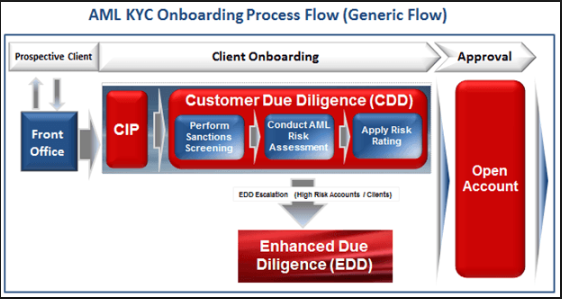 AML KYC Onboarding Process Flow (Generic Flow)
Prospective Client
Client Onboarding
Approval
Front
Office
CIP
Customer Due Diligence (CDD)
Perform
Sanctions
Screening
Conduct AML
Risk
Assessment
Apply Risk
Rating
Open
Account
EDD Escalation (High Risk Accounts / Clients)
Enhanced Due
Diligence (EDD)